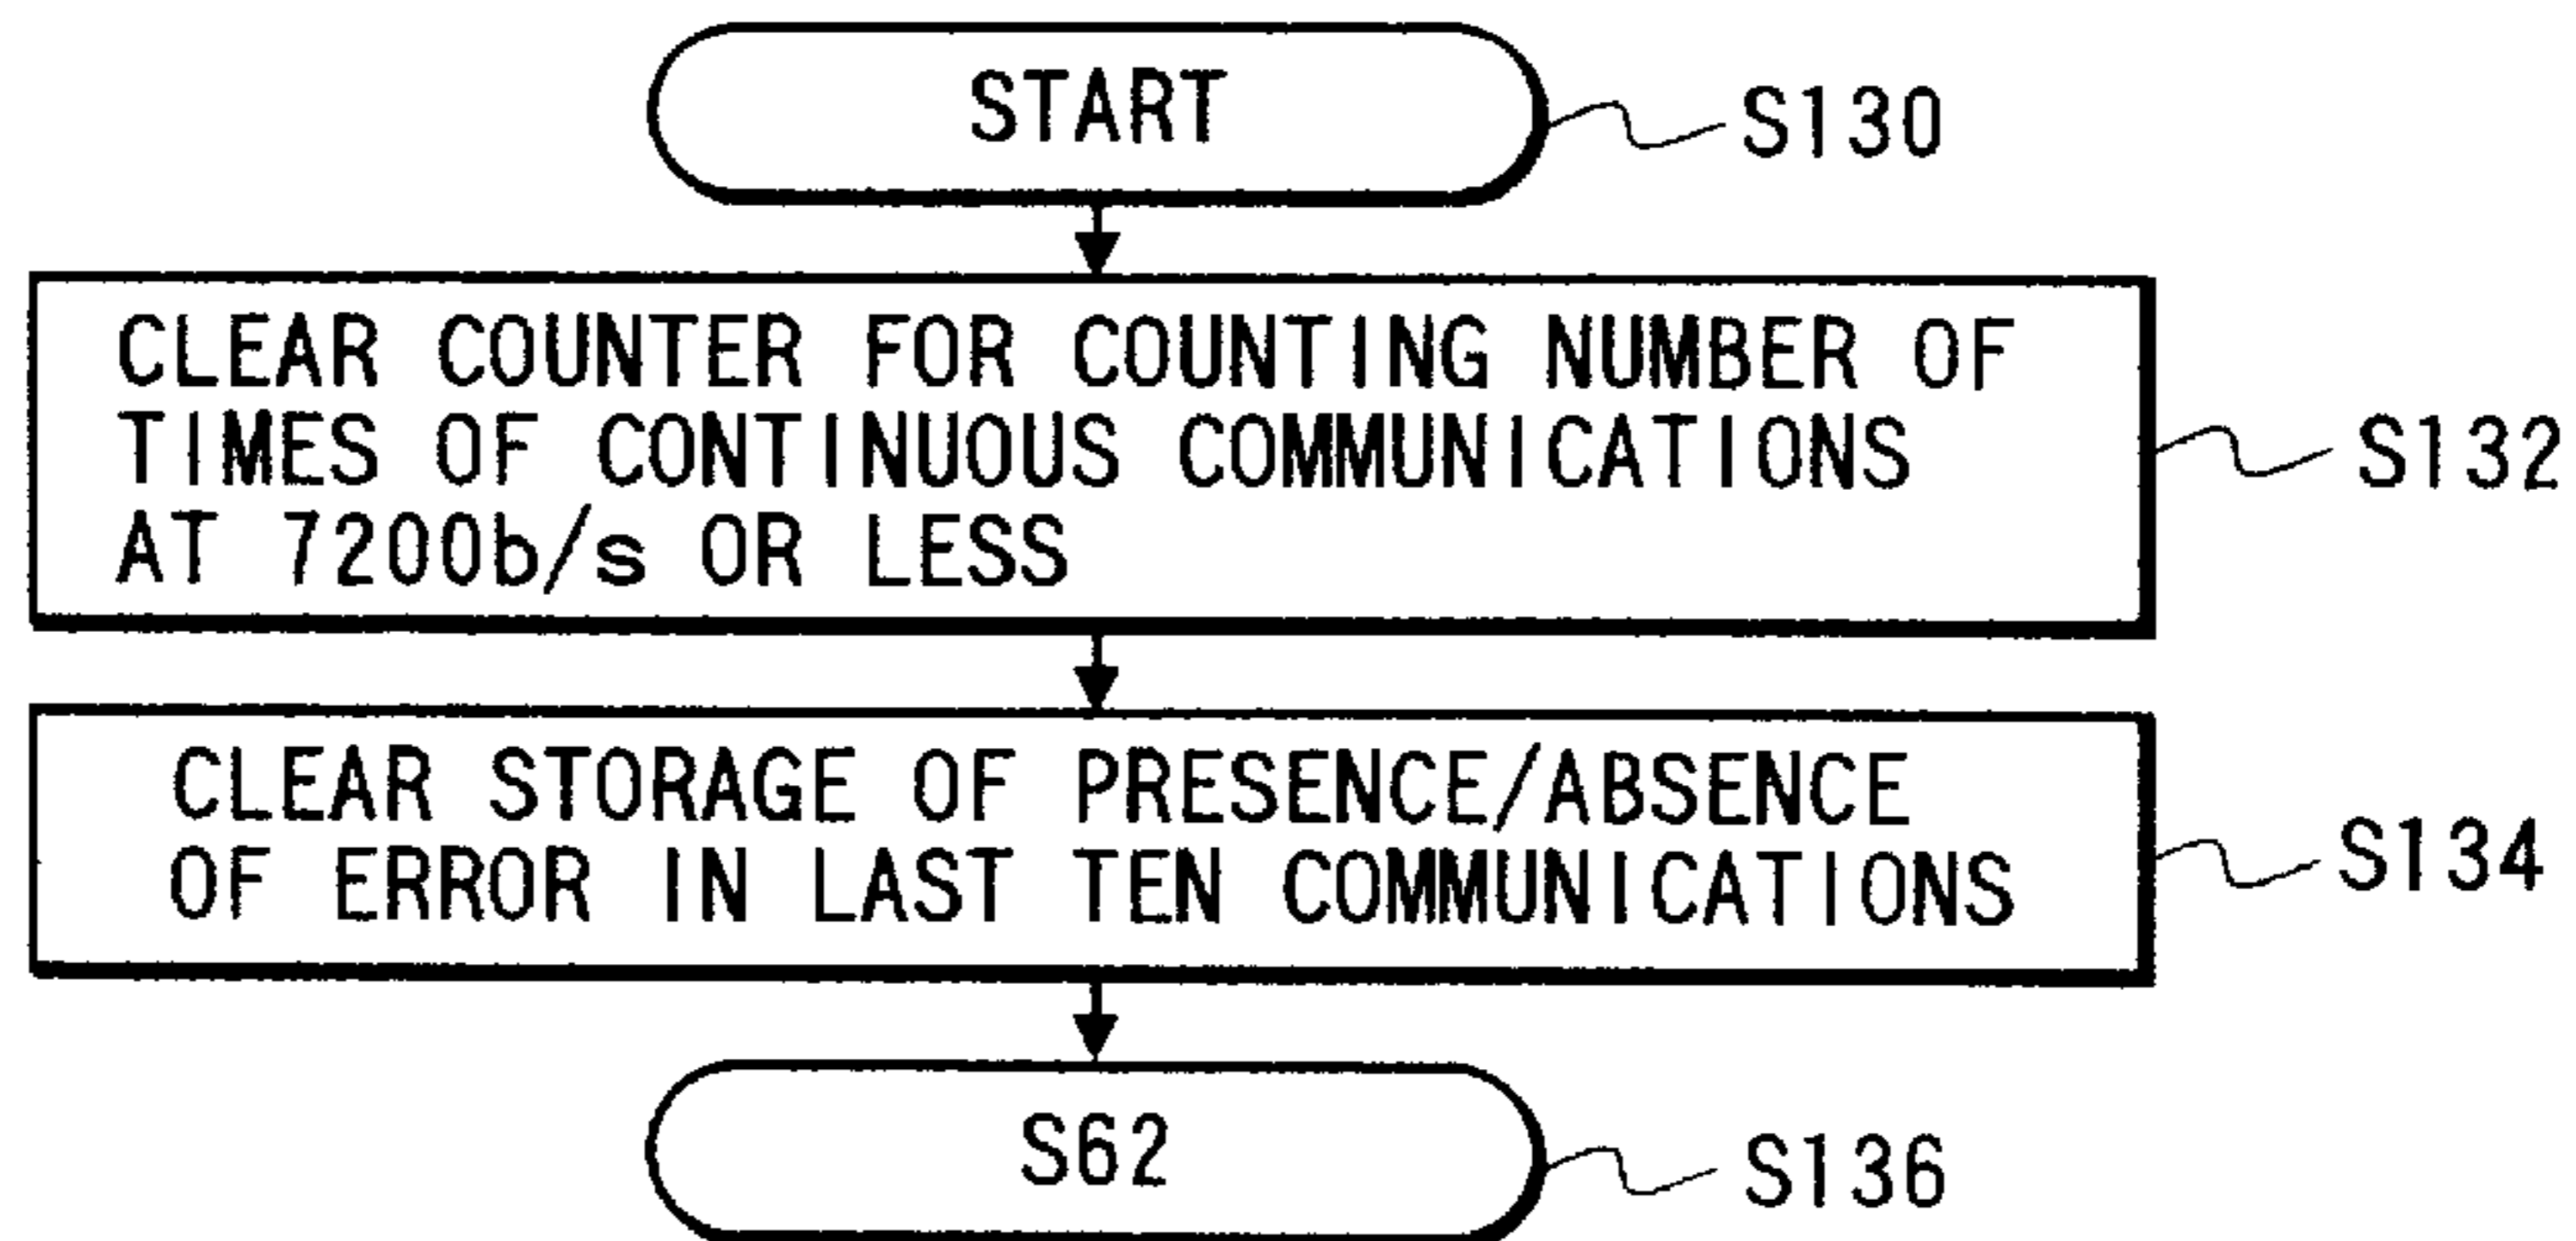 START
S130
CLEAR COUNTER FOR COUNTING NUMBER OF
TIMES OF CONTINUOUS COMMUNICATIONS
AT 7200b/s OR LESS
S132
CLEAR STORAGE OF PRESENCE/ABSENCE
OF ERROR IN LAST TEN COMMUNICATIONS
S134
S62
S136